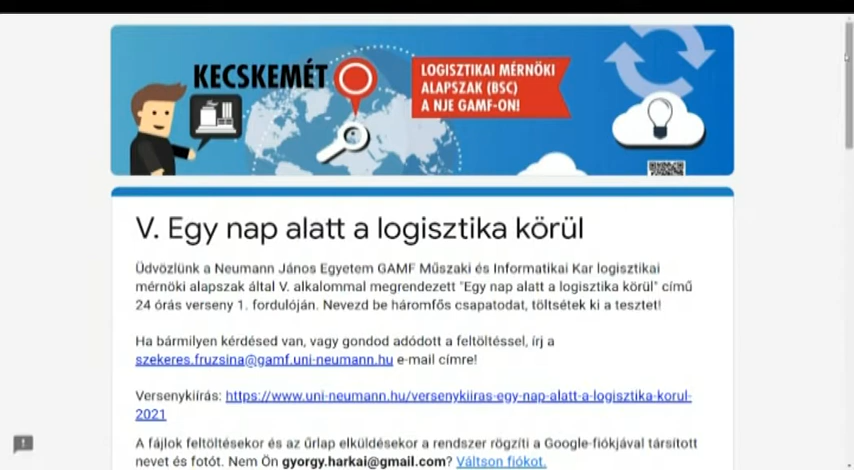 KECSKEMÉT
LOGISZTIKAI MÉRNÖKI
ALAPSZAK (BSC)
A NJE GAMF-ON!
V. Egy nap alatt a logisztika körül
Üdvözlünk a Neumann János Egyetem GAMF Műszaki és Informatikai Kar logisztikai
mérnöki alapszak által V. alkalommal megrendezett "Egy nap alatt a logisztika körül" című
24 órás verseny 1. fordulóján. Nevezd be háromfős csapatodat, töltsétek ki a tesztet!
Ha bármilyen kérdésed van, vagy gondod adódott a feltöltéssel, írj a
szekeres.fruzsina@gamf.uni-neumann.hu e-mail címre!
Versenykiírás: https://www.uni-neumann.hu/versenykiiras-egy-nap-alatt-a-logisztika-korul-
2021
A fájlok feltöltésekor és az űrlap elküldésekor a rendszer rögzíti a Google-fiókjával társított
nevet és fotót. Nem Ön gyorgy.harkai@gmail.com? Váltson fiókot.